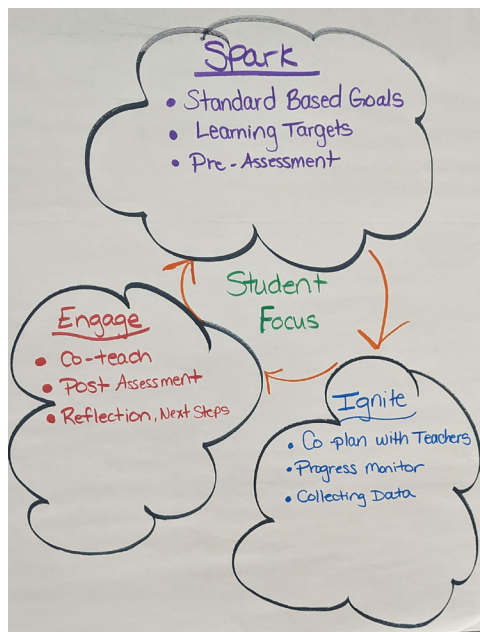 Spark
• Standard Based Goals
• Learning Targets
• Pre-Assessment
Student
Focus
Engage
• Co-teach
• Post Assessment
• Reflection, Next Steps
Ignite
• Co-plan with Teachers
• Progress Monitor
• Collecting Data